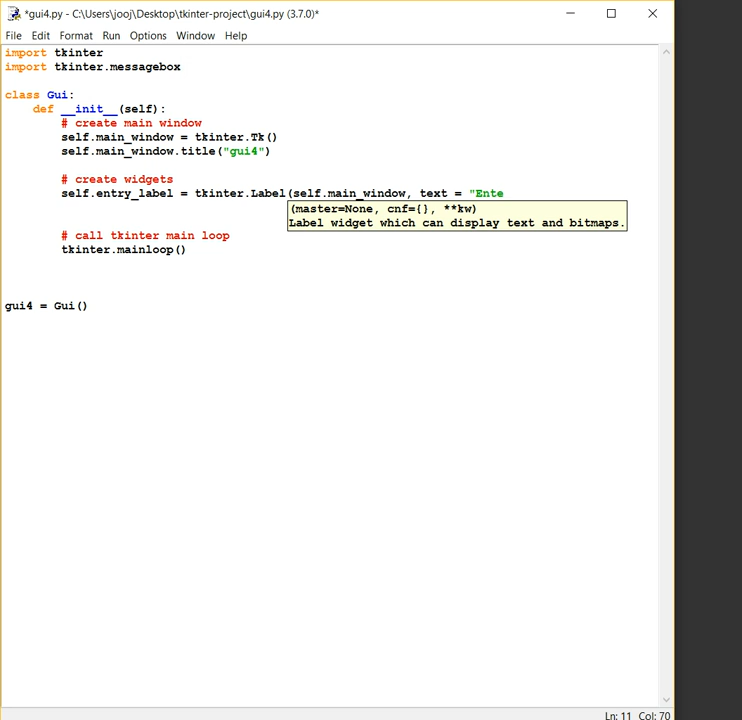 *gui4.py - C:\Users\jooj\Desktop\tkinter-project\gui4.py (3.7.0)*
File Edit Format Run Options Window Help
import tkinter
import tkinter.messagebox
class Gui:
def __init__(self):
# create main window
self.main_window = tkinter.Tk()
self.main_window.title("gui4")
# create widgets
self.entry_label = tkinter.Label(self.main_window, text = "Ente
(master=None, cnf={}, **kw)
Label widget which can display text and bitmaps.
# call tkinter main loop
tkinter.mainloop()
gui4 = Gui()
Ln: 11 Col: 70